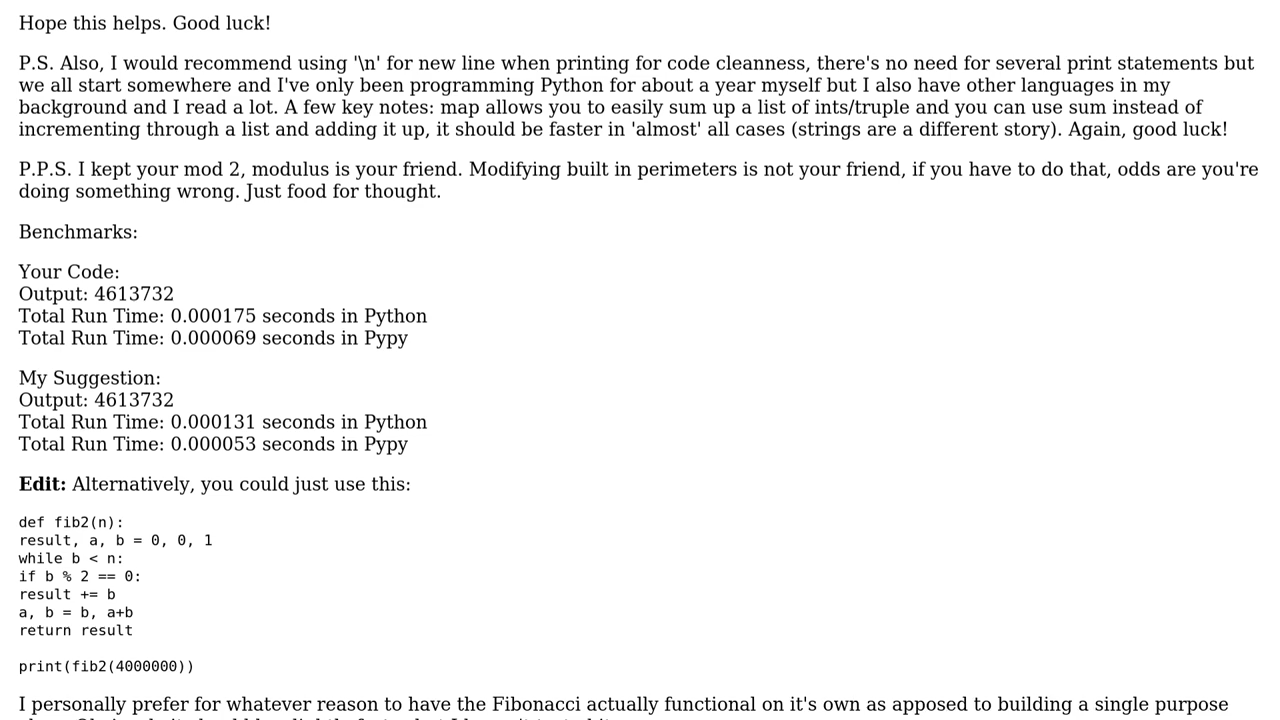 Hope this helps. Good luck!
P.S. Also, I would recommend using '\n' for new line when printing for code cleanness, there's no need for several print statements but
we all start somewhere and I've only been programming Python for about a year myself but I also have other languages in my
background and I read a lot. A few key notes: map allows you to easily sum up a list of ints/truple and you can use sum instead of
incrementing through a list and adding it up, it should be faster in 'almost' all cases (strings are a different story). Again, good luck!
P.P.S. I kept your mod 2, modulus is your friend. Modifying built in perimeters is not your friend, if you have to do that, odds are you're
doing something wrong. Just food for thought.
Benchmarks:
Your Code:
Output: 4613732
Total Run Time: 0.000175 seconds in Python
Total Run Time: 0.000069 seconds in Pypy
My Suggestion:
Output: 4613732
Total Run Time: 0.000131 seconds in Python
Total Run Time: 0.000053 seconds in Pypy
Edit: Alternatively, you could just use this:
def fib2(n):
result, a, b = 0, 0, 1
while b < n:
if b % 2 == 0:
result += b
a, b = b, a+b
return result
print(fib2(4000000))
I personally prefer for whatever reason to have the Fibonacci actually functional on it's own as apposed to building a single purpose